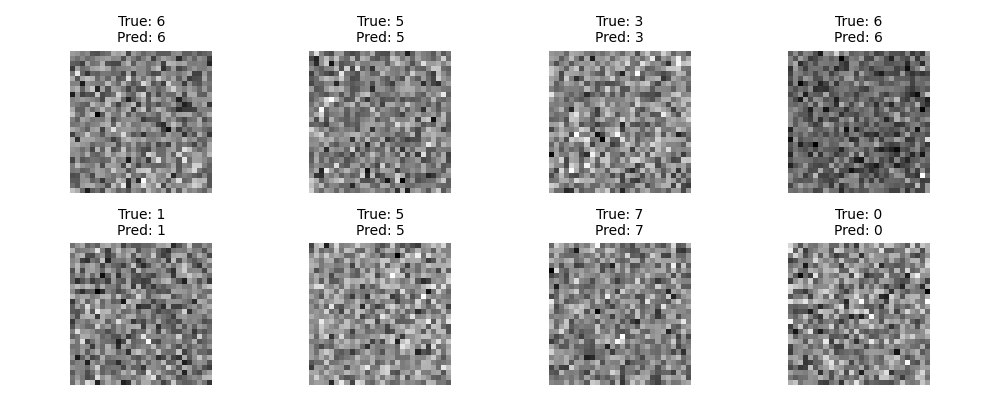 True: 6
Pred: 6
True: 5
Pred: 5
True: 3
Pred: 3
True: 6
Pred: 6
True: 1
Pred: 1
True: 5
Pred: 5
True: 7
Pred: 7
True: 0
Pred: 0